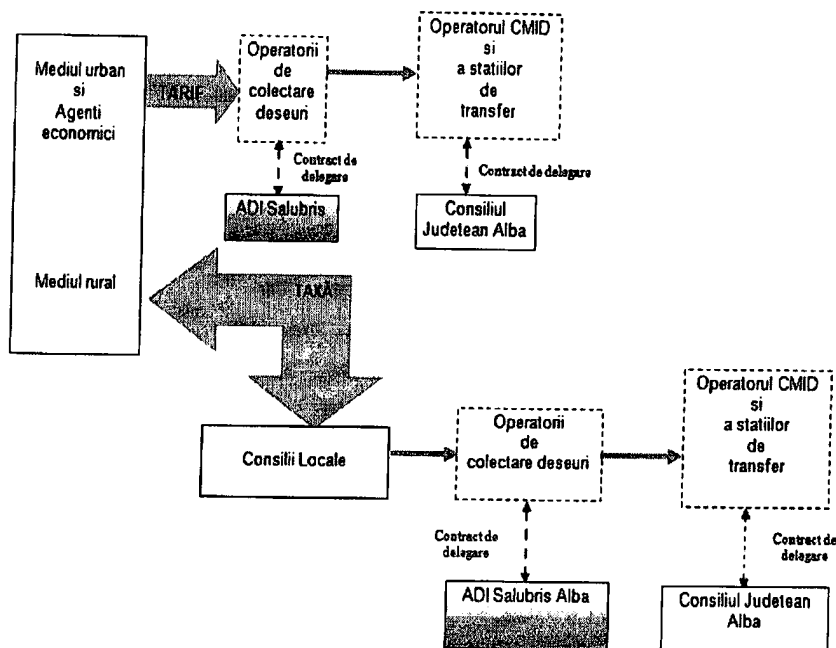 Mediul urban
si
Agenti
economici
TARIF
Operatorii
de
colectare
deseuri
Operatorul CMID
si
a statiilor
de
transfer
Contract de
delegare
Contract de delegare
ADI Salubris
Consiliul
Judetean Alba
Mediul rural
TAXĂ
Consilii Locale
Operatorii
de
colectare deseuri
Operatorul CMID
si
a statiilor
de
transfer
Contract de
delegare
Contract de
delegare
ADI Salubris Alba
Consiliul Judetean
Alba